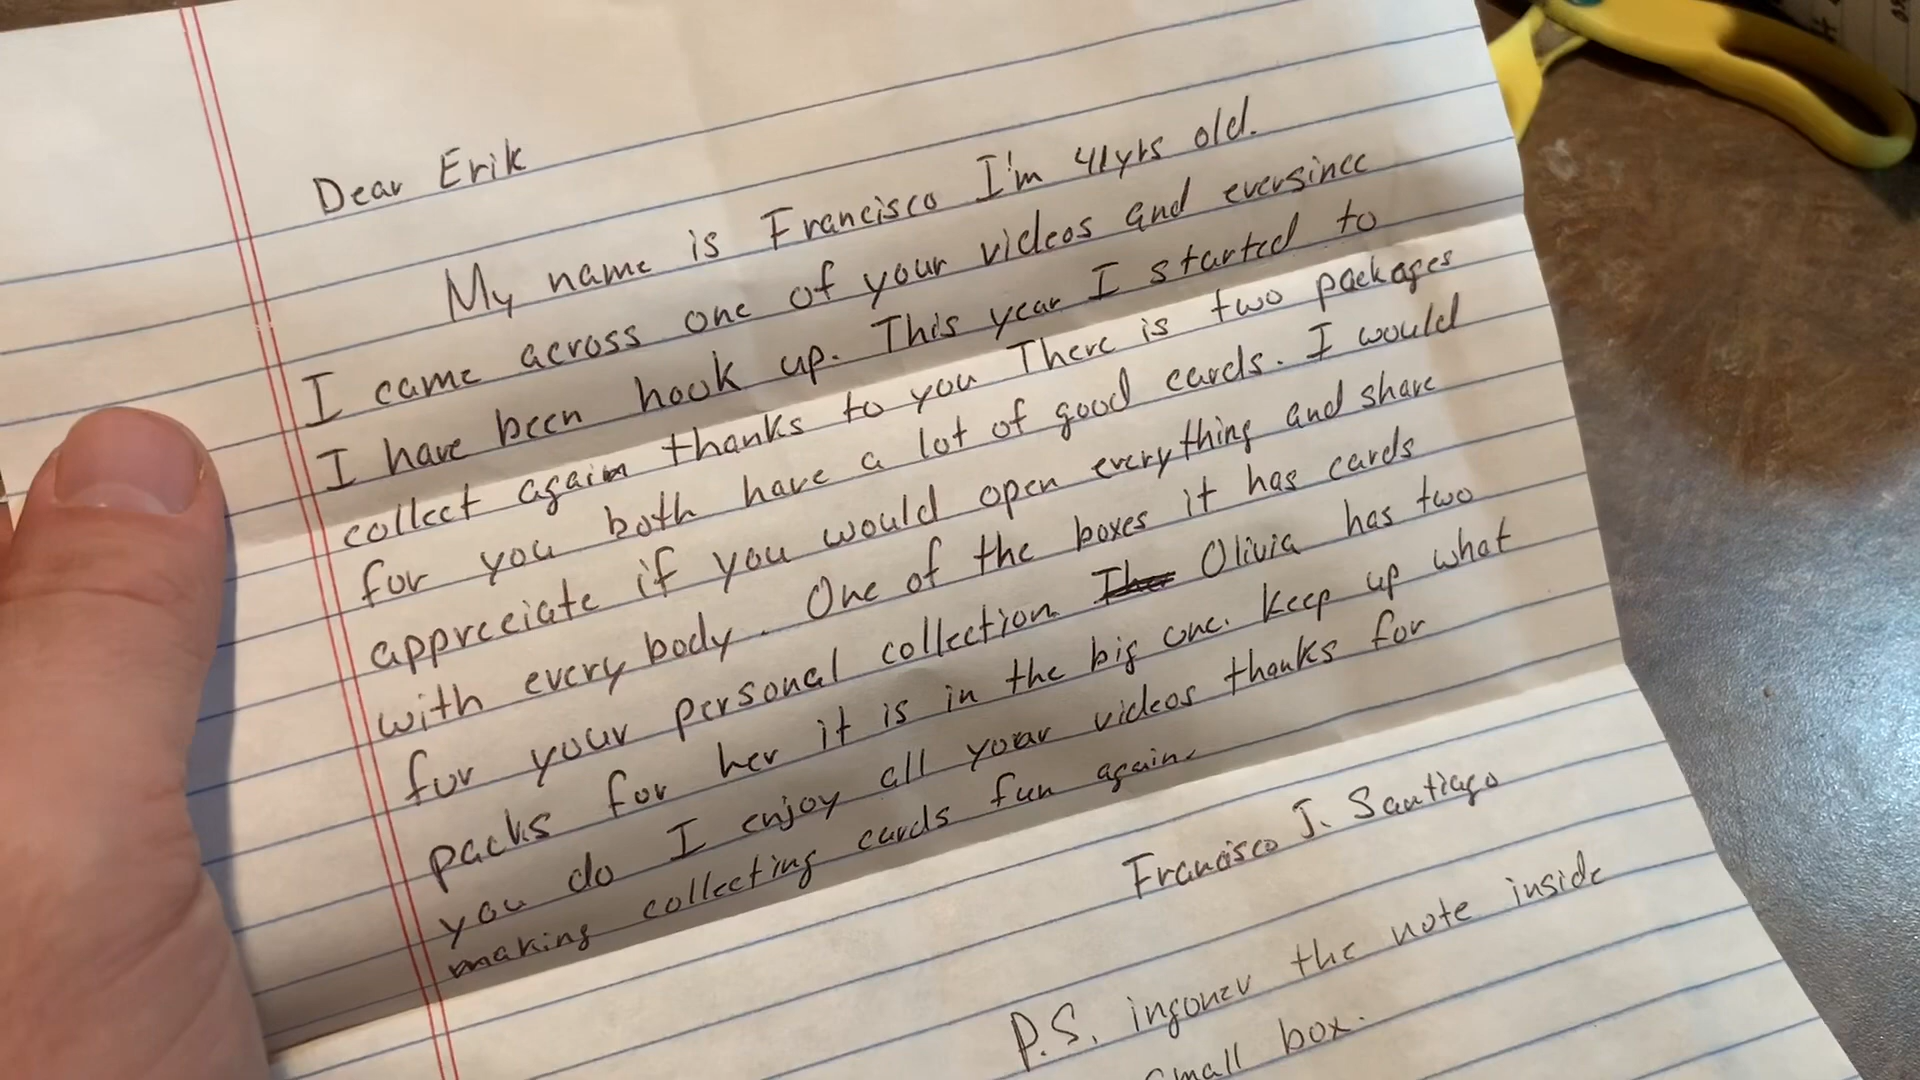 Dear Erik
My name is Francisco I'm 41yrs old.
I came across one of your videos and eversince
I have been hook up. This year I started to
collect again thanks to you There is two packages
for you both have a lot of good cards. I would
appreciate if you would open everything and share
with every body. One of the boxes it has cards
for your personal collection. Olivia has two
packs for her it is in the big one. Keep up what
you do I enjoy all your videos thanks for
making collecting cards fun again.
Francisco J. Santiago
P.S. ingoner the note inside
small box.